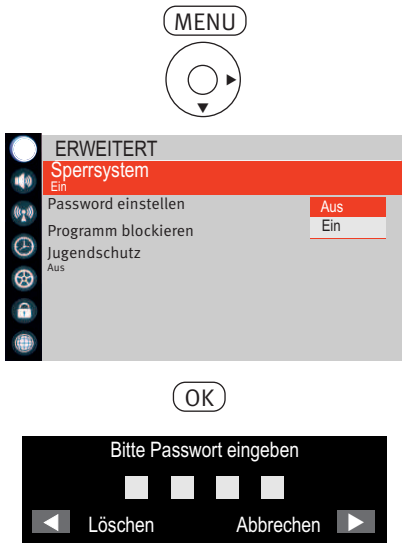 MENU
ERWEITERT
Sperrsystem
Ein
Password einstellen
Aus
Programm blockieren
Ein
Jugendschutz
Aus
OK
Bitte Passwort eingeben
Löschen Abbrechen